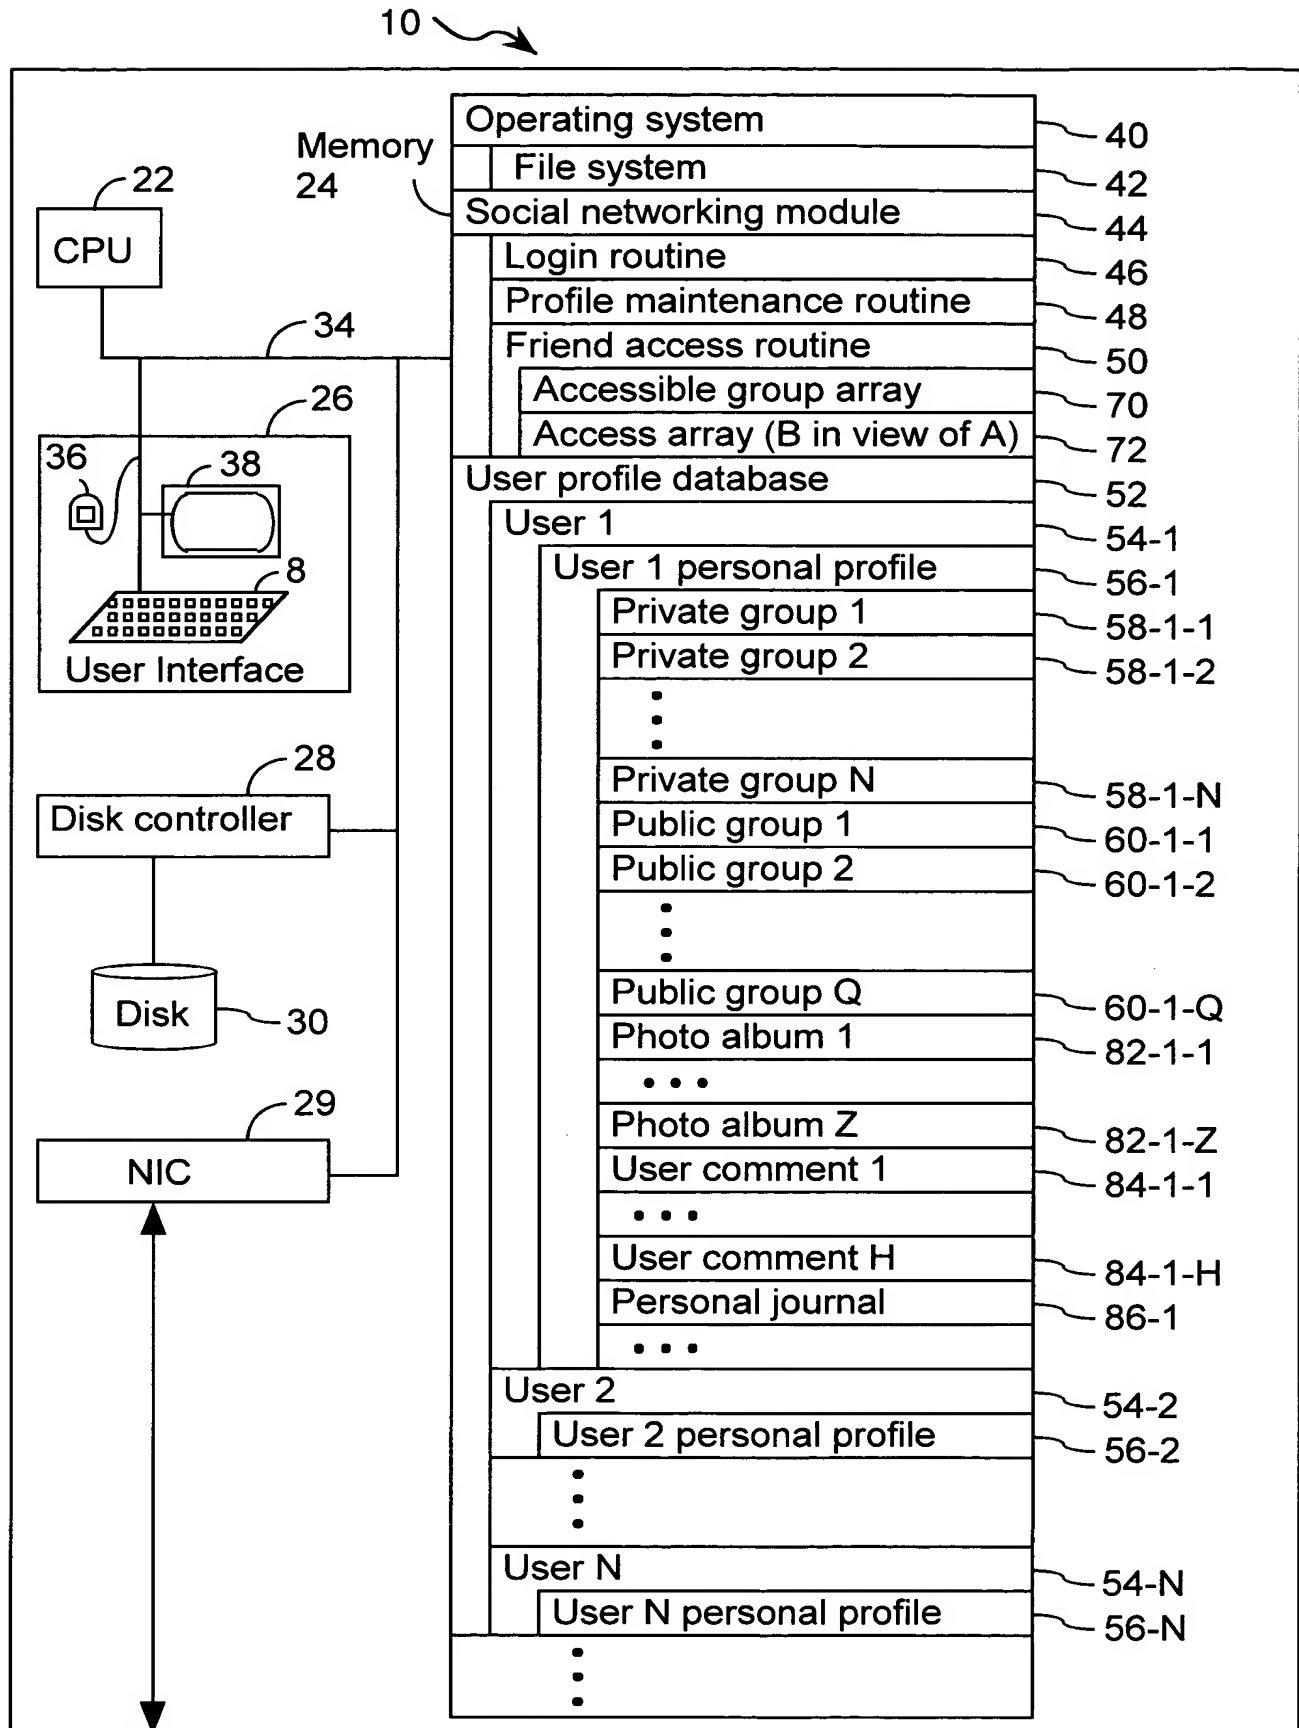 10
Memory
24
22
CPU
34
26
36
38
8
User Interface
28
Disk controller
Disk
30
29
NIC
Operating system
40
File system
42
Social networking module
44
Login routine
46
Profile maintenance routine
48
Friend access routine
50
Accessible group array
70
Access array (B in view of A)
72
User profile database
52
User 1
54-1
User 1 personal profile
56-1
Private group 1
58-1-1
Private group 2
58-1-2
Private group N
58-1-N
Public group 1
60-1-1
Public group 2
60-1-2
Public group Q
60-1-Q
Photo album 1
82-1-1
Photo album Z
82-1-Z
User comment 1
84-1-1
User comment H
84-1-H
Personal journal
86-1
User 2
54-2
User 2 personal profile
56-2
User N
54-N
User N personal profile
56-N